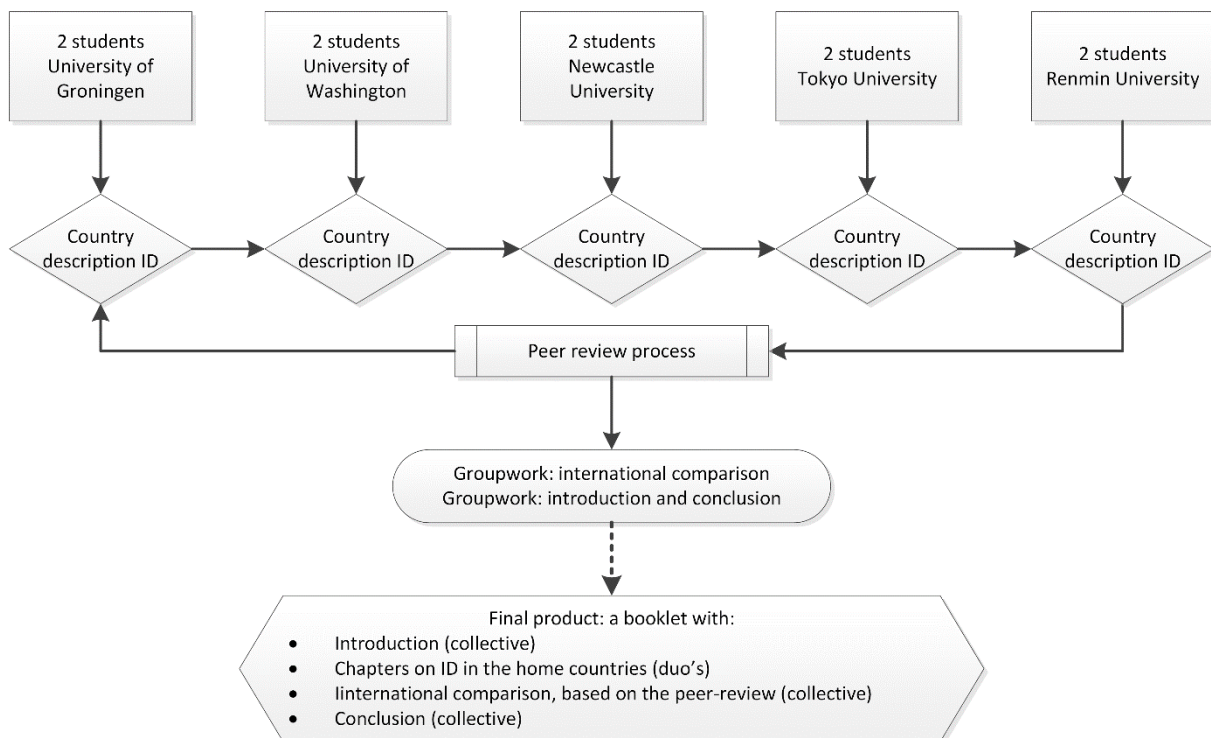 2 students
University of
Groningen
2 students
University of
Washington
2 students
Newcastle
University
2 students
Tokyo University
2 students
Renmin University
Country
description ID
Country
description ID
Country
description ID
Country
description ID
Country
description ID
Peer review process
Groupwork: international comparison
Groupwork: introduction and conclusion
Final product: a booklet with:
• Introduction (collective)
• Chapters on ID in the home countries (duo's)
• Iinternational comparison, based on the peer-review (collective)
• Conclusion (collective)